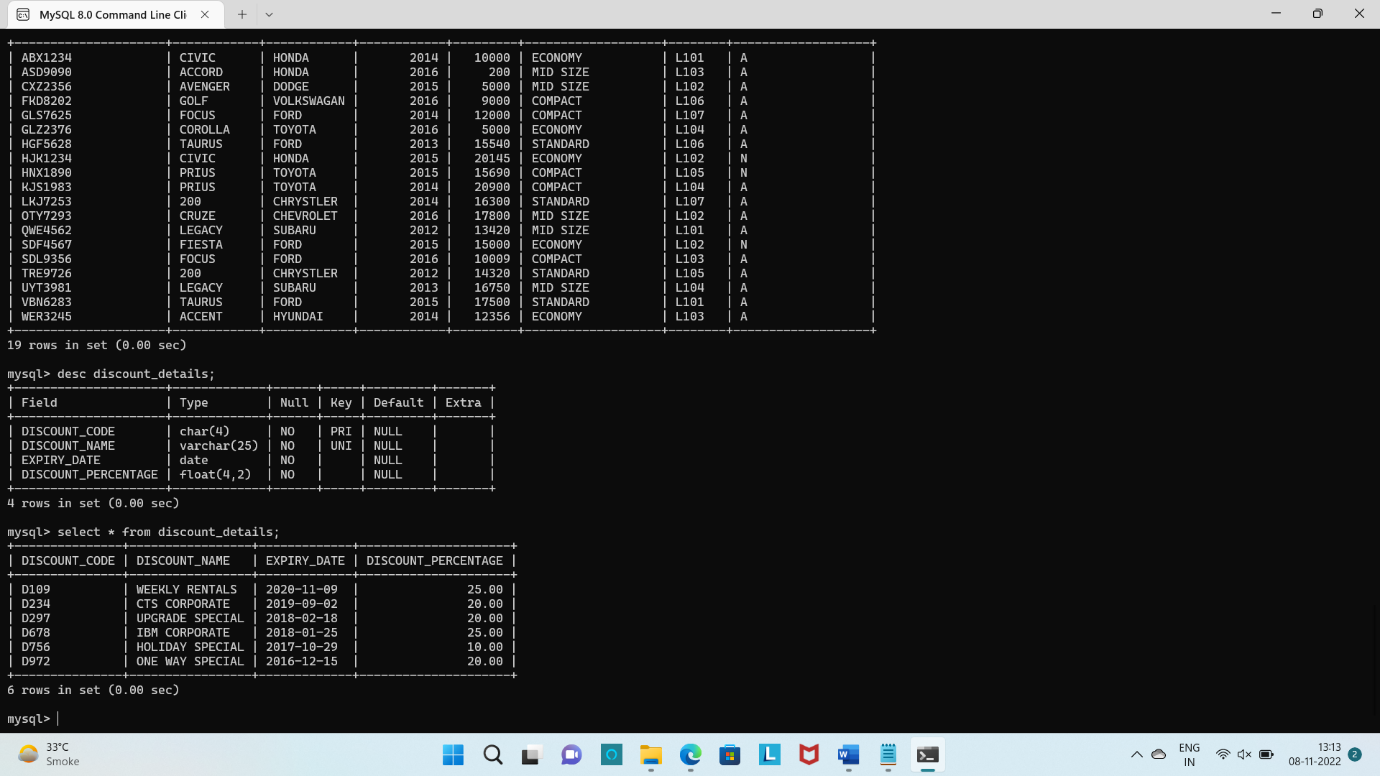 MySQL 8.0 Command Line Cli
+---------------------+------------+------------+------------+---------+-------------------+--------+-------------------+
| ABX1234 | CIVIC | HONDA | 2014 | 10000 | ECONOMY | L101 | A |
| ASD9090 | ACCORD | HONDA | 2016 | 200 | MID SIZE | L103 | A |
| CXZ2356 | AVENGER | DODGE | 2015 | 5000 | MID SIZE | L102 | A |
| FKD8202 | GOLF | VOLKSWAGAN | 2016 | 9000 | COMPACT | L106 | A |
| GLS7625 | FOCUS | FORD | 2014 | 12000 | COMPACT | L107 | A |
| GLZ2376 | COROLLA | TOYOTA | 2016 | 5000 | ECONOMY | L104 | A |
| HGF5628 | TAURUS | FORD | 2013 | 15540 | STANDARD | L106 | A |
| HJK1234 | CIVIC | HONDA | 2015 | 20145 | ECONOMY | L102 | N |
| HNX1890 | PRIUS | TOYOTA | 2015 | 15690 | COMPACT | L105 | N |
| KJS1983 | PRIUS | TOYOTA | 2014 | 20900 | COMPACT | L104 | A |
| LKJ7253 | 200 | CHRYSTLER | 2014 | 16300 | STANDARD | L107 | A |
| OTY7293 | CRUZE | CHEVROLET | 2016 | 17800 | MID SIZE | L102 | A |
| QWE4562 | LEGACY | SUBARU | 2012 | 13420 | MID SIZE | L101 | A |
| SDF4567 | FIESTA | FORD | 2015 | 15000 | ECONOMY | L102 | N |
| SDL9356 | FOCUS | FORD | 2016 | 10009 | COMPACT | L103 | A |
| TRE9726 | 200 | CHRYSTLER | 2012 | 14320 | STANDARD | L105 | A |
| UYT3981 | LEGACY | SUBARU | 2013 | 16750 | MID SIZE | L104 | A |
| VBN6283 | TAURUS | FORD | 2015 | 17500 | STANDARD | L101 | A |
| WER3245 | ACCENT | HYUNDAI | 2014 | 12356 | ECONOMY | L103 | A |
+---------------------+------------+------------+------------+---------+-------------------+--------+-------------------+
19 rows in set (0.00 sec)
mysql> desc discount_details;
+---------------------+-------------+------+-----+---------+-------+
| Field | Type | Null | Key | Default | Extra |
+---------------------+-------------+------+-----+---------+-------+
| DISCOUNT_CODE | char(4) | NO | PRI | NULL | |
| DISCOUNT_NAME | varchar(25) | NO | UNI | NULL | |
| EXPIRY_DATE | date | NO | | NULL | |
| DISCOUNT_PERCENTAGE | float(4,2) | NO | | NULL | |
+---------------------+-------------+------+-----+---------+-------+
4 rows in set (0.00 sec)
mysql> select * from discount_details;
+---------------+-----------------+-------------+---------------------+
| DISCOUNT_CODE | DISCOUNT_NAME | EXPIRY_DATE | DISCOUNT_PERCENTAGE |
+---------------+-----------------+-------------+---------------------+
| D109 | WEEKLY RENTALS | 2020-11-09 | 25.00 |
| D234 | CTS CORPORATE | 2019-09-02 | 20.00 |
| D297 | UPGRADE SPECIAL | 2018-02-18 | 20.00 |
| D678 | IBM CORPORATE | 2018-01-25 | 25.00 |
| D756 | HOLIDAY SPECIAL | 2017-10-29 | 10.00 |
| D972 | ONE WAY SPECIAL | 2016-12-15 | 20.00 |
+---------------+-----------------+-------------+---------------------+
6 rows in set (0.00 sec)
mysql>
33°C
Smoke
ENG
IN
13:13
08-11-2022
2